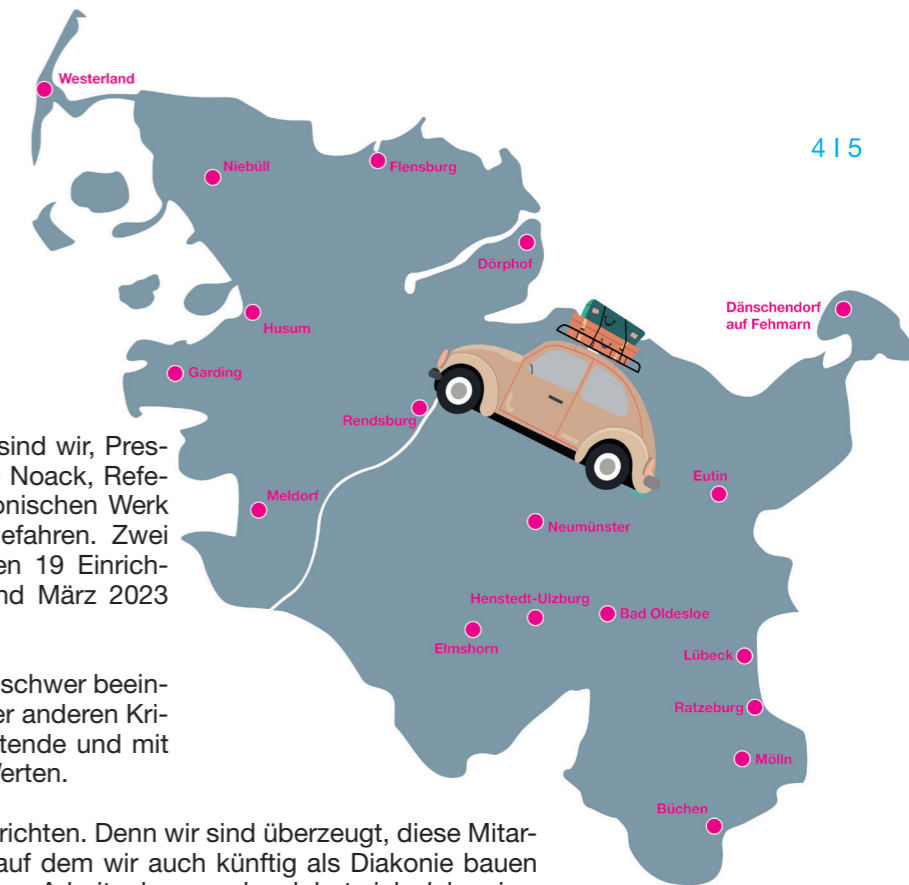 Westerland
4 I 5
Niebüll
Flensburg
Dörphof
Dänschendorf
auf Fehmarn
Husum
Garding
Rendsburg
Eutin
Meldorf
Neumünster
Henstedt-Ulzburg
Bad Oldesloe
Elmshorn
Lübeck
Ratzeburg
Mölln
Büchen
sind wir, Pres-
Noack, Refe-
onischen Werk
efahren. Zwei
en 19 Einrich-
nd März 2023
schwer beein-
er anderen Kri-
tende und mit
Werten.
richten. Denn wir sind überzeugt, diese Mitar-
auf dem wir auch künftig als Diakonie bauen